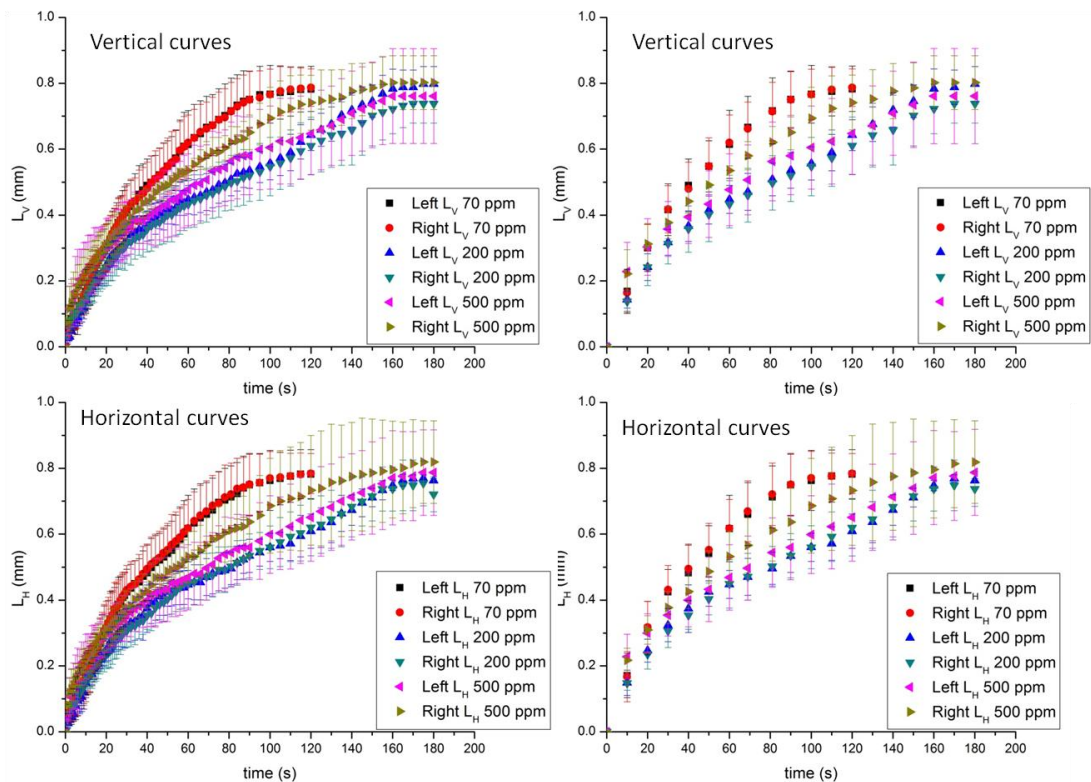 Vertical curves
1.0
0.8
0.6
0.4
0.2
0.0
L_V (mm)
0 20 40 60 80 100 120 140 160 180 200
time (s)
Left L_V 70 ppm
Right L_V 70 ppm
Left L_V 200 ppm
Right L_V 200 ppm
Left L_V 500 ppm
Right L_V 500 ppm
Vertical curves
1.0
0.8
0.6
0.4
0.2
0.0
L_V (mm)
0 20 40 60 80 100 120 140 160 180 200
time (s)
Left L_V 70 ppm
Right L_V 70 ppm
Left L_V 200 ppm
Right L_V 200 ppm
Left L_V 500 ppm
Right L_V 500 ppm
Horizontal curves
1.0
0.8
0.6
0.4
0.2
0.0
L_H (mm)
0 20 40 60 80 100 120 140 160 180 200
time (s)
Left L_H 70 ppm
Right L_H 70 ppm
Left L_H 200 ppm
Right L_H 200 ppm
Left L_H 500 ppm
Right L_H 500 ppm
Horizontal curves
1.0
0.8
0.6
0.4
0.2
0.0
L_H
0 20 40 60 80 100 120 140 160 180 200
time (s)
Left L_H 70 ppm
Right L_H 70 ppm
Left L_H 200 ppm
Right L_H 200 ppm
Left L_H 500 ppm
Right L_H 500 ppm